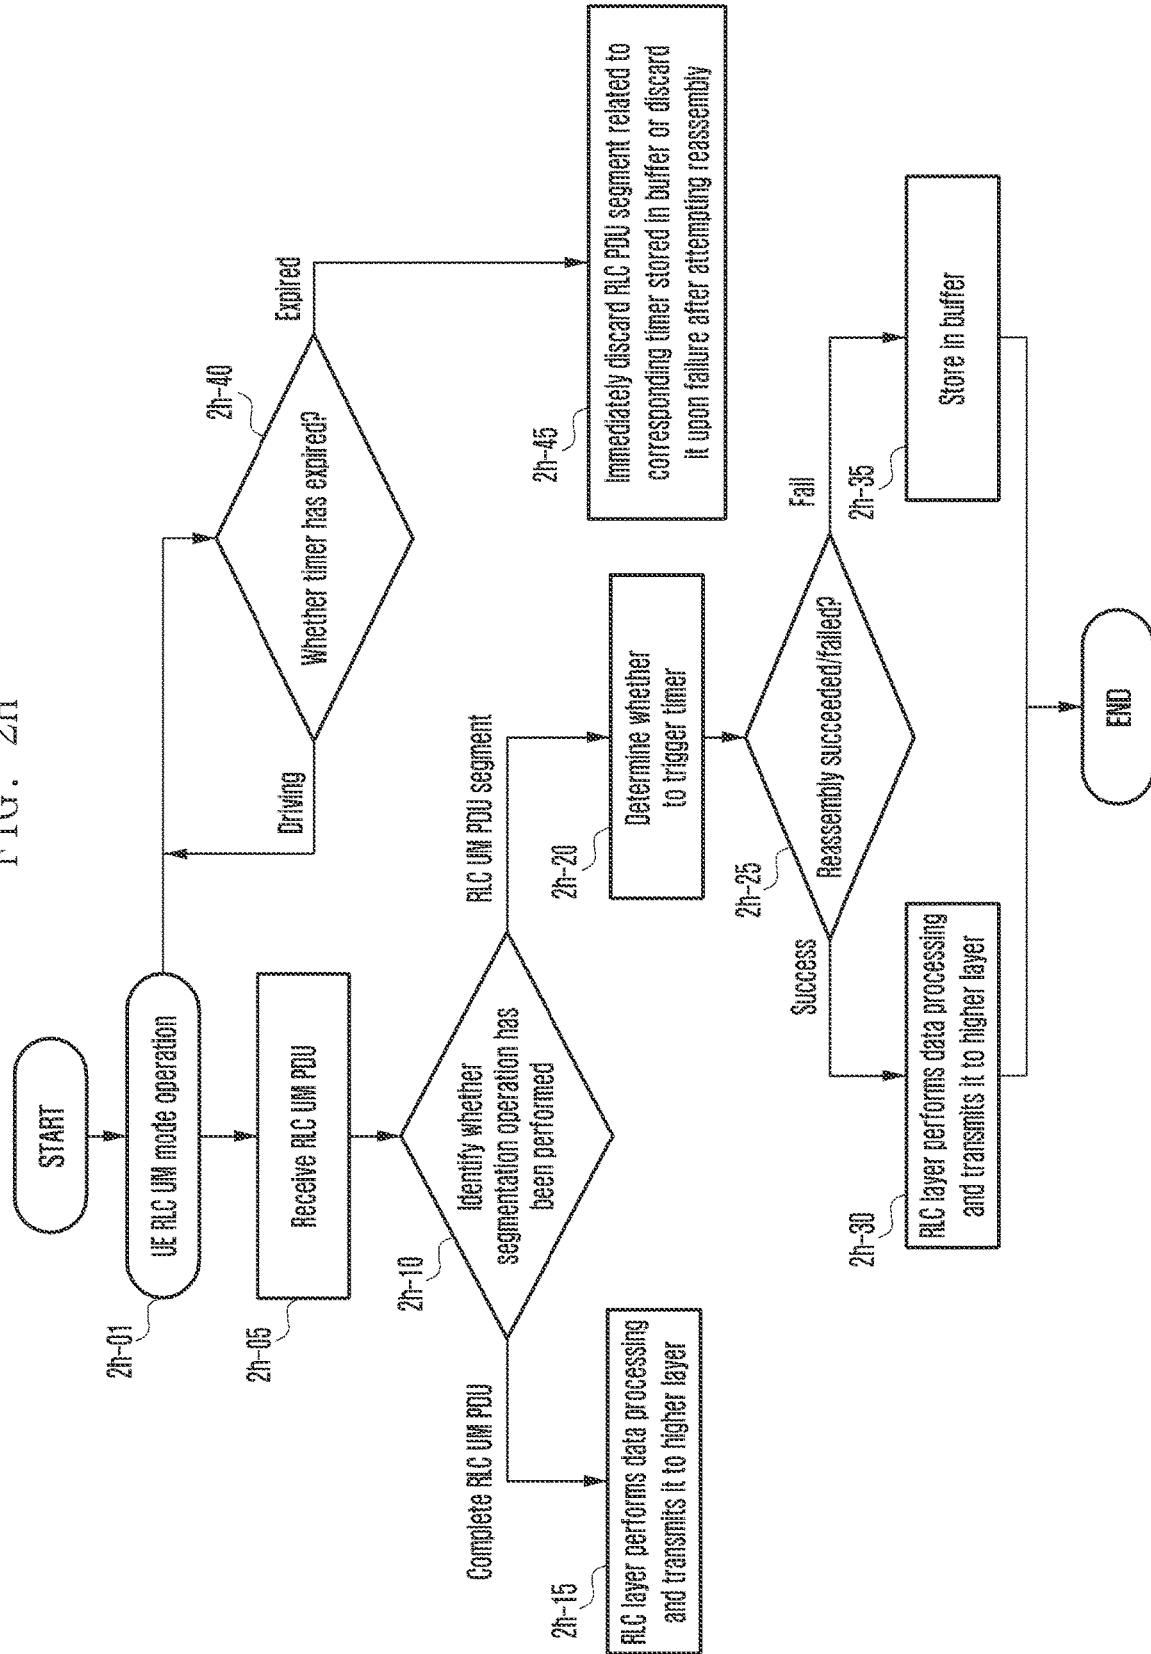 FIG. 2H
START
2h-01
UE RLC UM mode operation
2h-05
Receive RLC UM PDU
2h-10
Identify whether
segmentation operation has
been performed
Complete RLC UM PDU
RLC UM PDU segment
2h-15
RLC layer performs data processing
and transmits it to higher layer
2h-20
Determine whether
to trigger timer
2h-25
Reassembly succeeded/failed?
Success
Fail
2h-30
RLC layer performs data processing
and transmits it to higher layer
2h-35
Store in buffer
END
2h-40
Whether timer has expired?
Driving
Expired
2h-45
Immediately discard RLC PDU segment related to
corresponding timer stored in buffer or discard
it upon failure after attempting reassembly